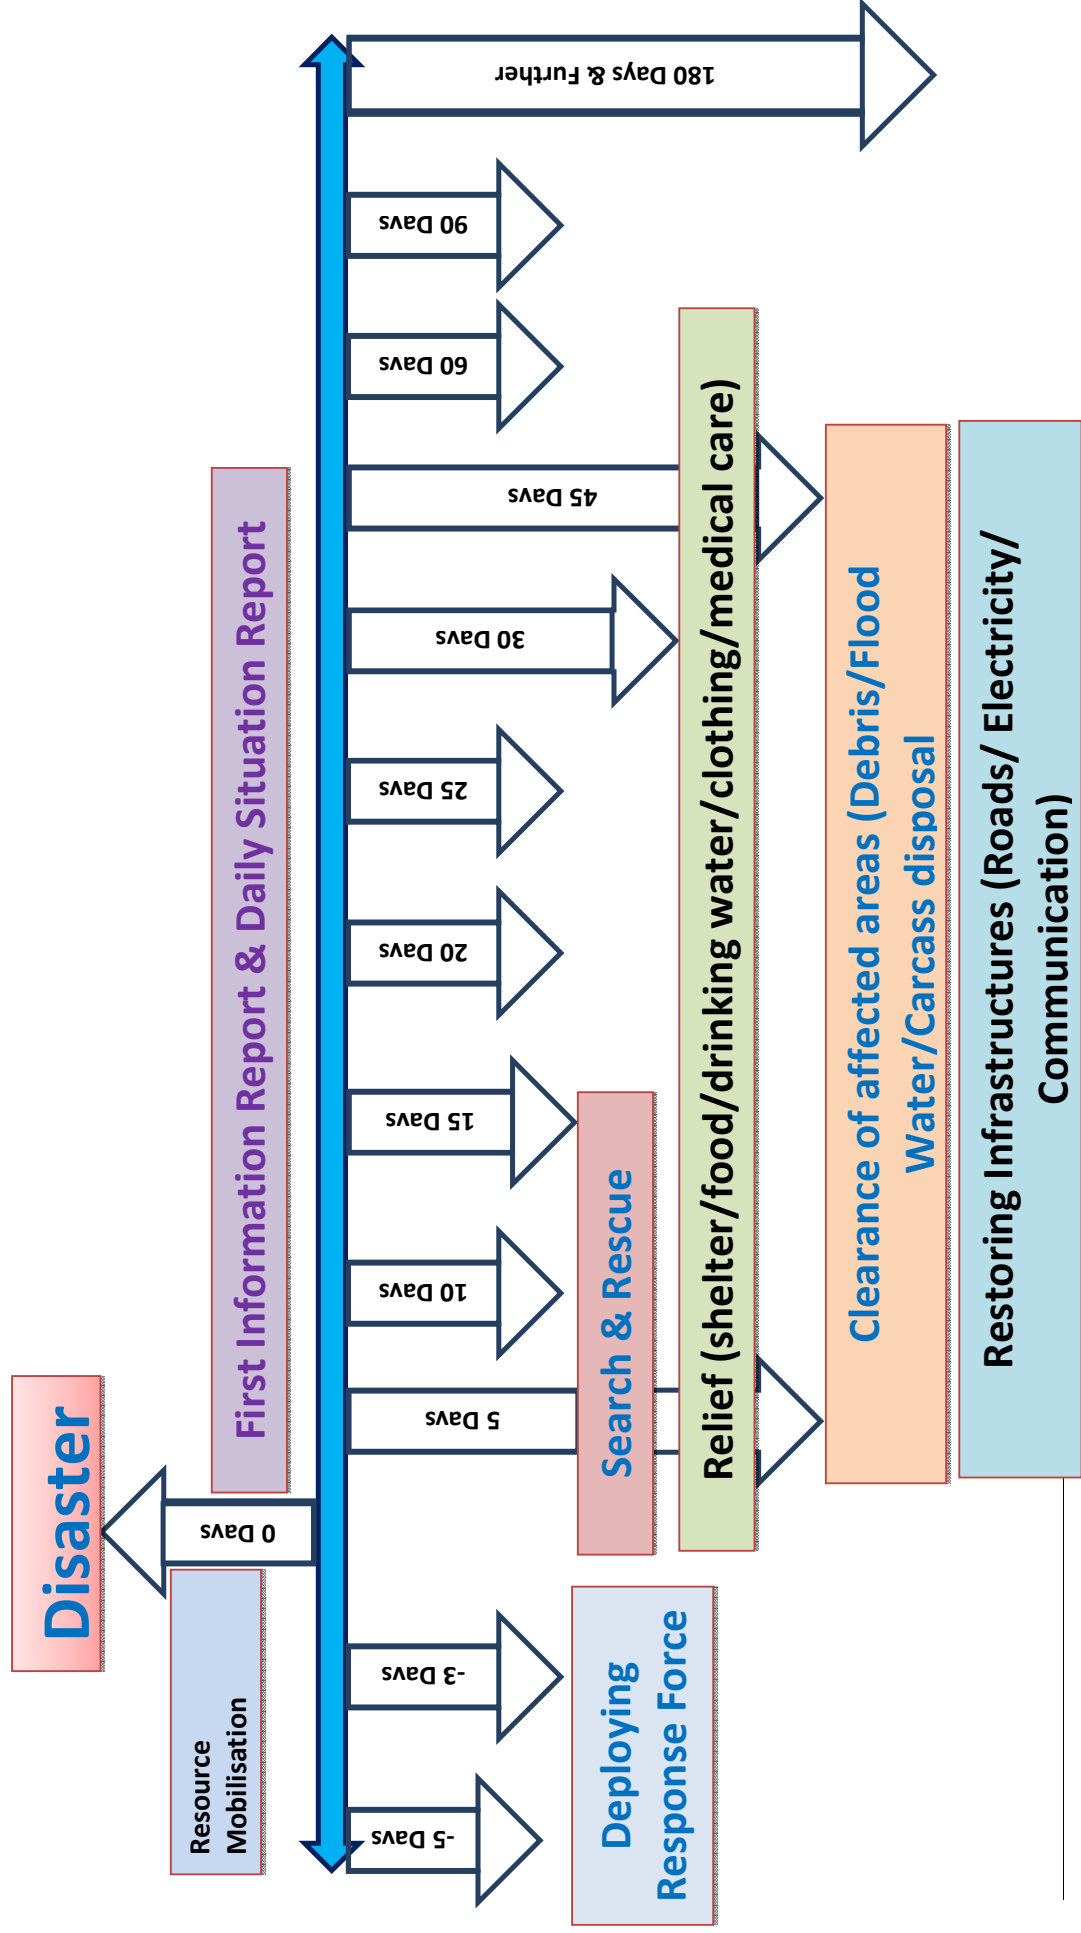 Disaster
Resource
Mobilisation
0 Days
First Information Report & Daily Situation Report
-5 Days
-3 Days
5 Days
10 Days
15 Days
20 Days
25 Days
30 Days
45 Days
60 Days
90 Days
180 Days & Further
Deploying
Response Force
Search & Rescue
Relief (shelter/food/drinking water/clothing/medical care)
Clearance of affected areas (Debris/Flood
Water/Carcass disposal
Restoring Infrastructures (Roads/ Electricity/
Communication)